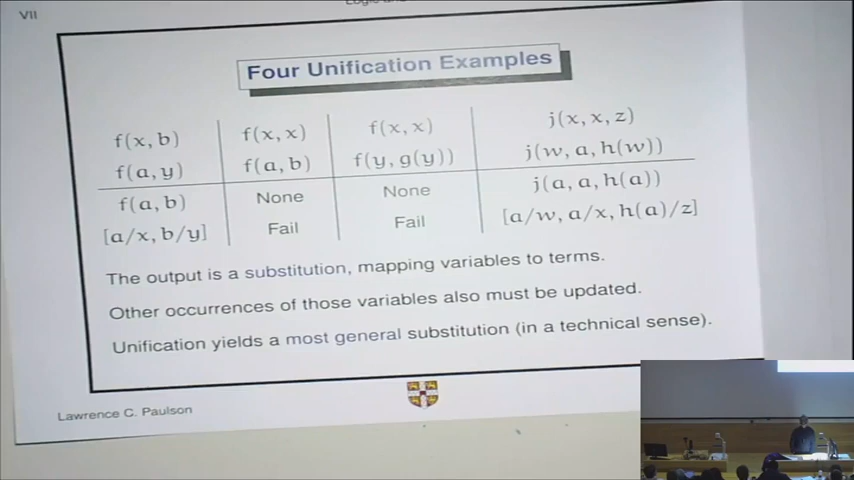 VII
Four Unification Examples
f(x, b) f(x, x) f(x, x) j(x, x, z)
f(a, y) f(a, b) f(y, g(y)) j(w, a, h(w))
f(a, b) None None j(a, a, h(a))
[a/x, b/y] Fail Fail [a/w, a/x, h(a)/z]
The output is a substitution, mapping variables to terms.
Other occurrences of those variables also must be updated.
Unification yields a most general substitution (in a technical sense).
Lawrence C. Paulson